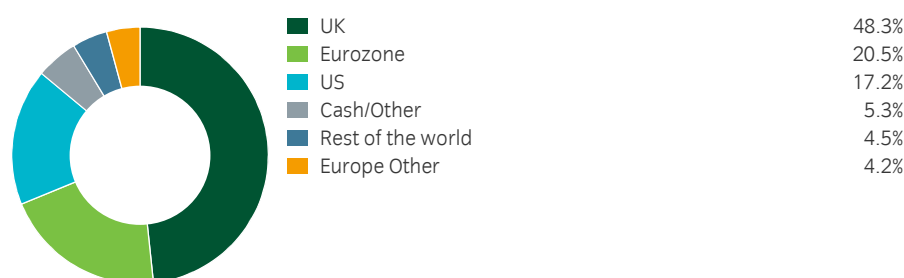 UK 48.3%
Eurozone 20.5%
US 17.2%
Cash/Other 5.3%
Rest of the world 4.5%
Europe Other 4.2%